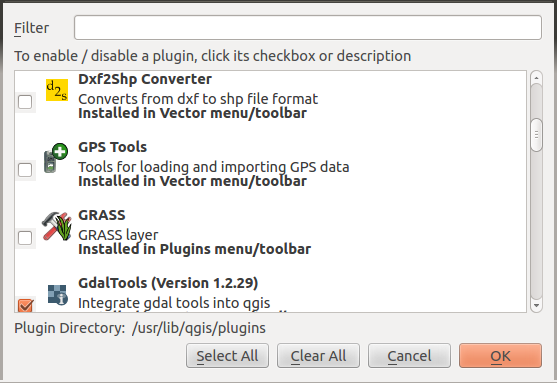 Filter
To enable / disable a plugin, click its checkbox or description
Dxf2Shp Converter
d2s
Converts from dxf to shp file format
Installed in Vector menu/toolbar
GPS Tools
Tools for loading and importing GPS data
Installed in Vector menu/toolbar
GRASS
GRASS layer
Installed in Plugins menu/toolbar
GdalTools (Version 1.2.29)
Integrate gdal tools into qgis
Plugin Directory: /usr/lib/qgis/plugins
Select All Clear All Cancel OK